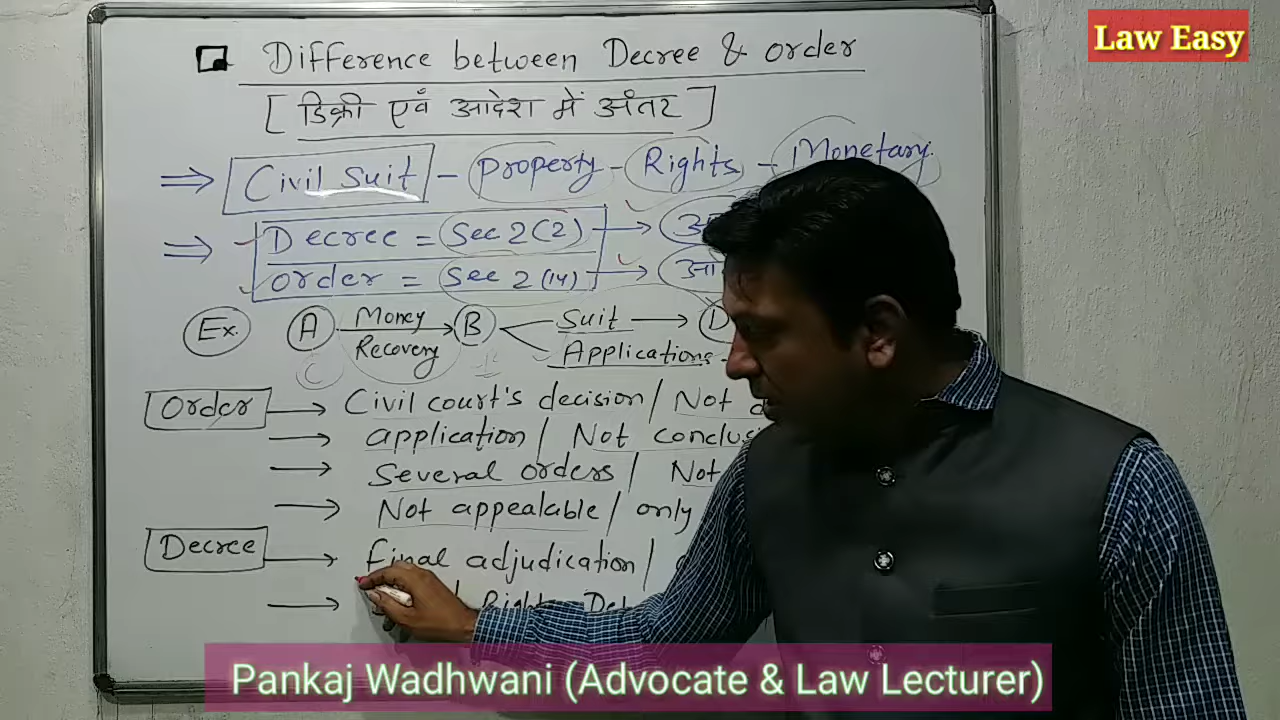 Law Easy
Difference between Decree & order
[डिक्री एवं आदेश में अंतर]
⇒ Civil Suit - Property - Rights - Monetary.
⇒ Decree = Sec 2(2) →
order = Sec 2(14) →
Ex. A Money Recovery → B Suit → D
Applications -
C
Order → Civil court's decision / Not
→ application / Not
→ Several orders / Not
→ Not appealable / only
Decree → Final adjudication /
→ Right
Pankaj Wadhwani (Advocate & Law Lecturer)